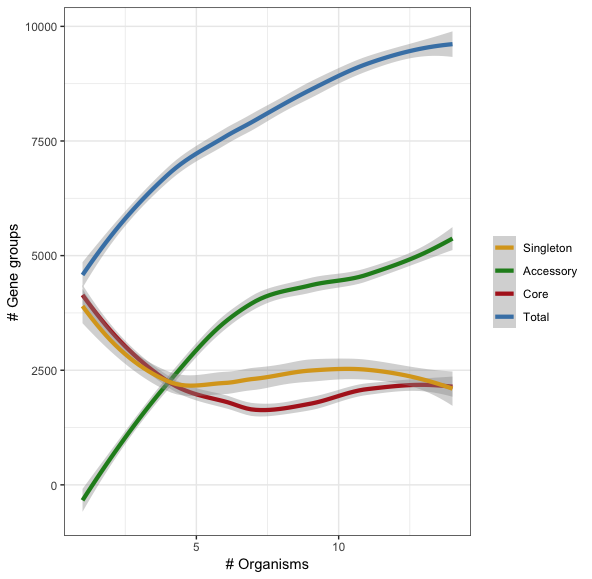 10000
7500
5000
2500
0
# Gene groups
5
10
# Organisms
Singleton
Accessory
Core
Total